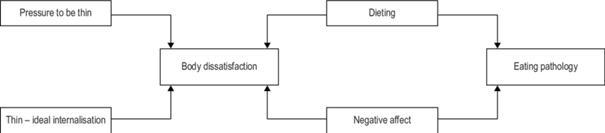 Pressure to be thin
Dieting
Body dissatisfaction
Eating pathology
Thin – ideal internalisation
Negative affect